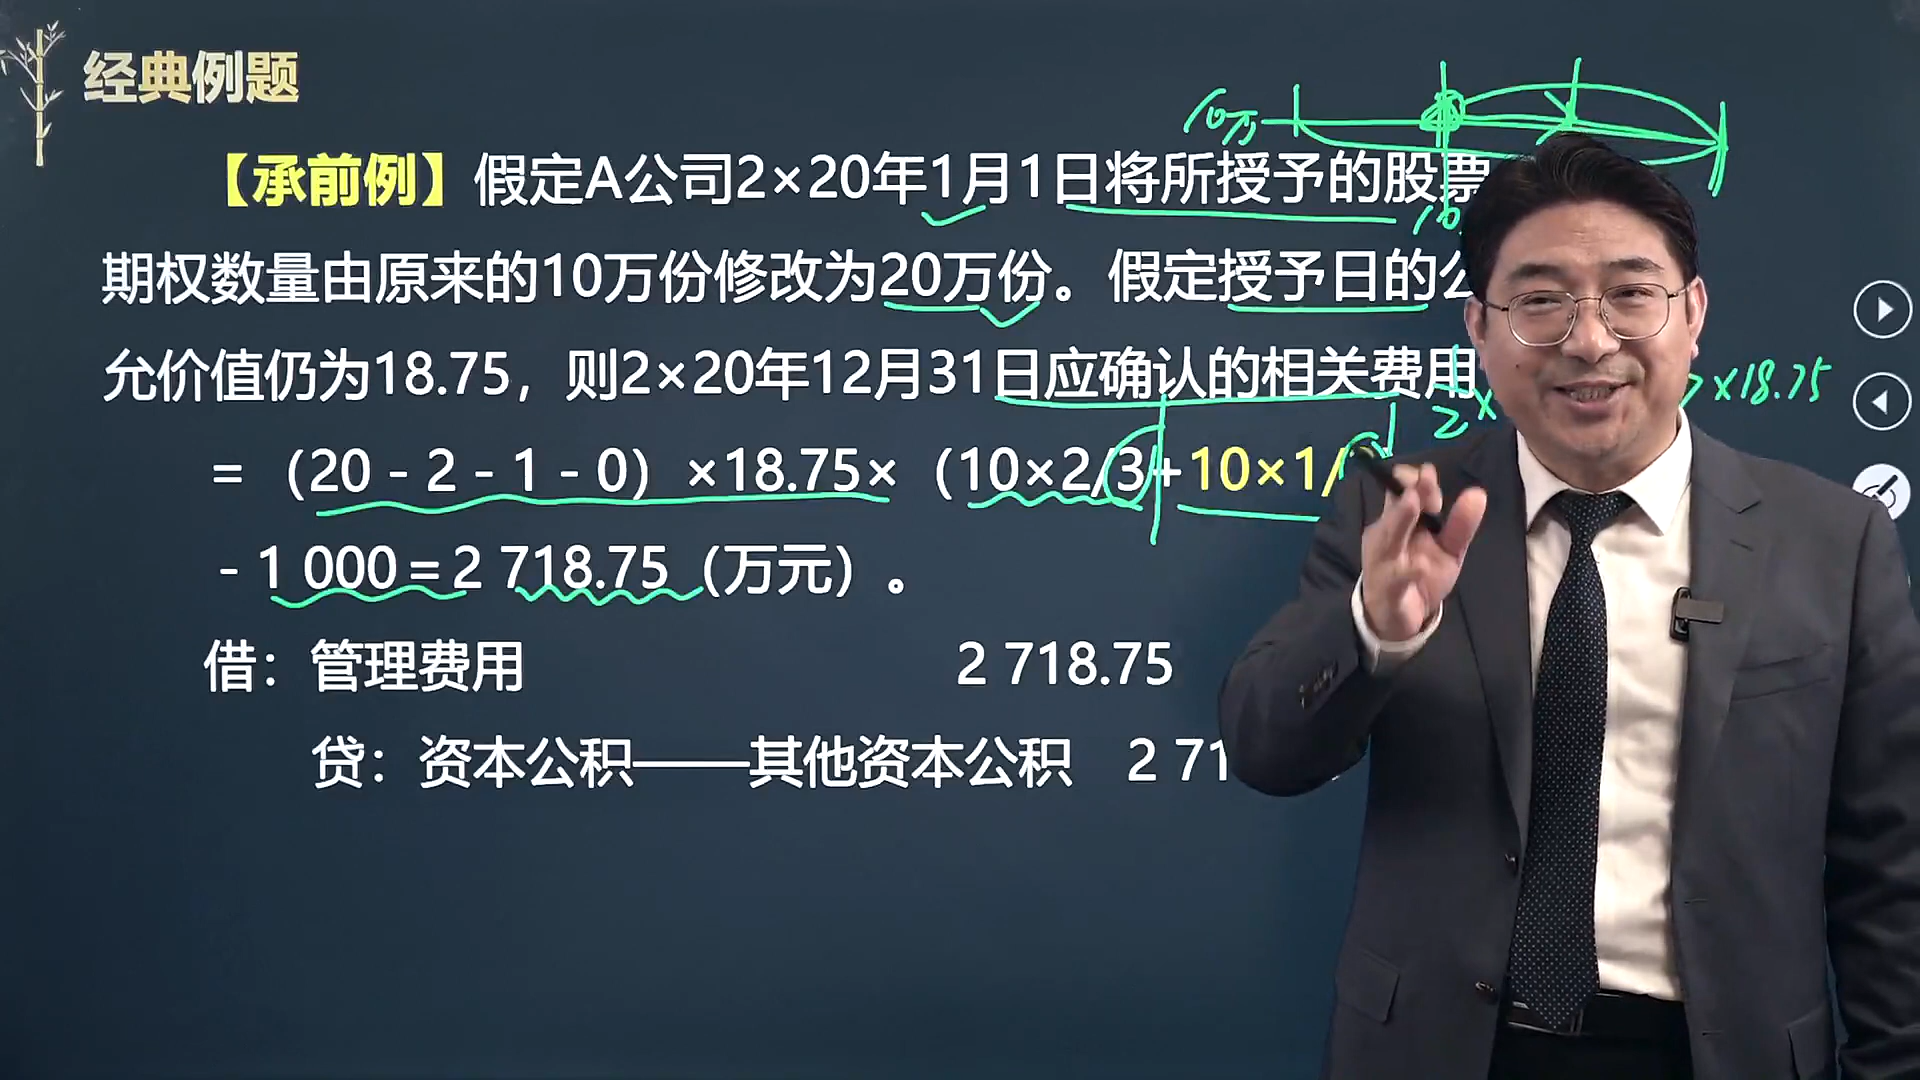 经典例题
10万
【承前例】假定A公司2×20年1月1日将所授予的股票
10
期权数量由原来的10万份修改为20万份。假定授予日的公
允价值仍为18.75，则2×20年12月31日应确认的相关费用
2 × ×18.75
=（20－2－1－0）×18.75×（10×2/3+10×1/
－1 000=2 718.75（万元）。
借：管理费用 2 718.75
贷：资本公积——其他资本公积 2 71